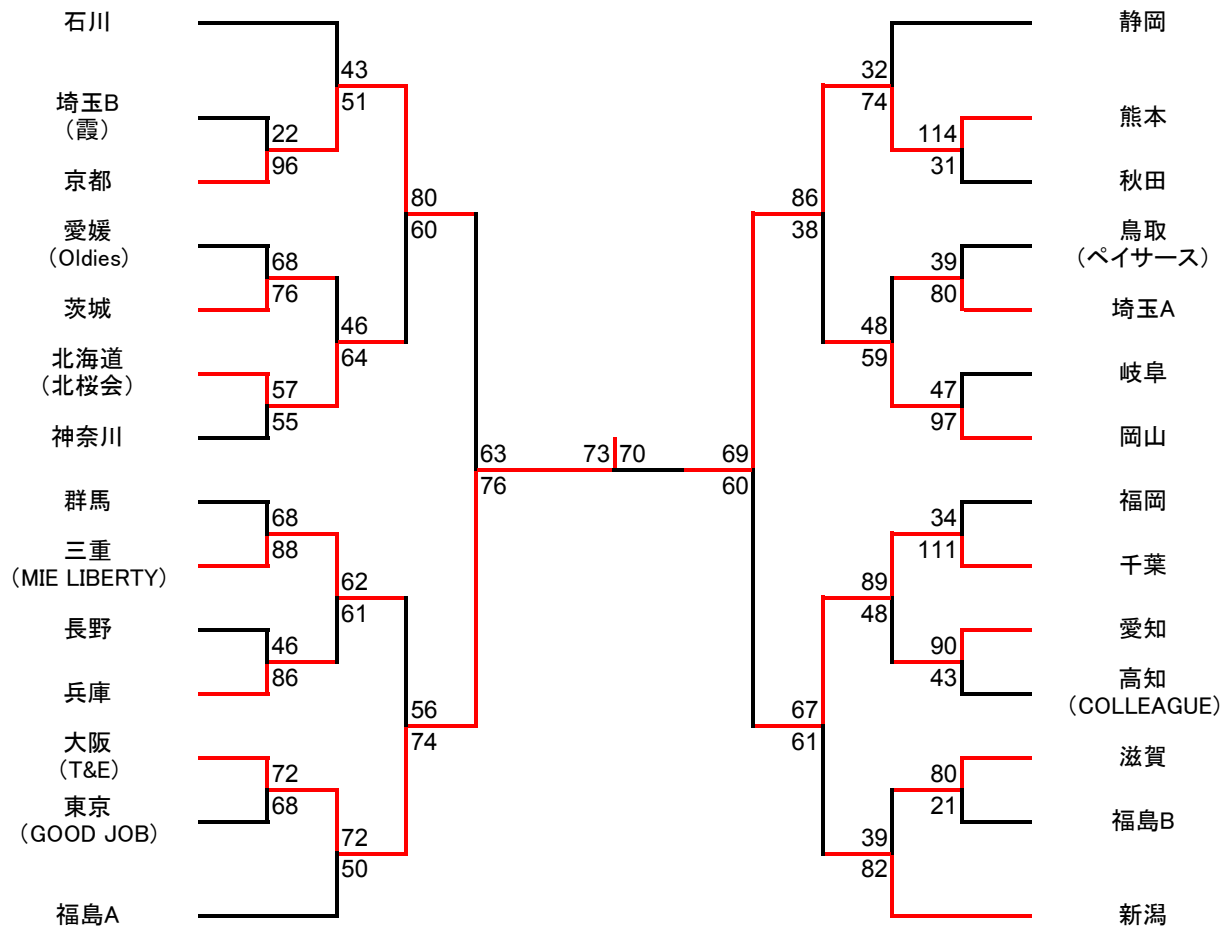 石川
埼玉B
（霞）
京都
愛媛
（Oldies）
茨城
北海道
（北桜会）
神奈川
群馬
三重
（MIE LIBERTY）
長野
兵庫
大阪
（T&E）
東京
（GOOD JOB）
福島A
22
96
68
76
57
55
68
88
46
86
72
68
43
51
46
64
62
61
72
50
80
60
56
74
63
76
73
70
69
60
86
38
67
61
32
74
48
59
89
48
39
82
114
31
39
80
47
97
34
111
90
43
80
21
静岡
熊本
秋田
鳥取
（ペイサース）
埼玉A
岐阜
岡山
福岡
千葉
愛知
高知
（COLLEAGUE）
滋賀
福島B
新潟